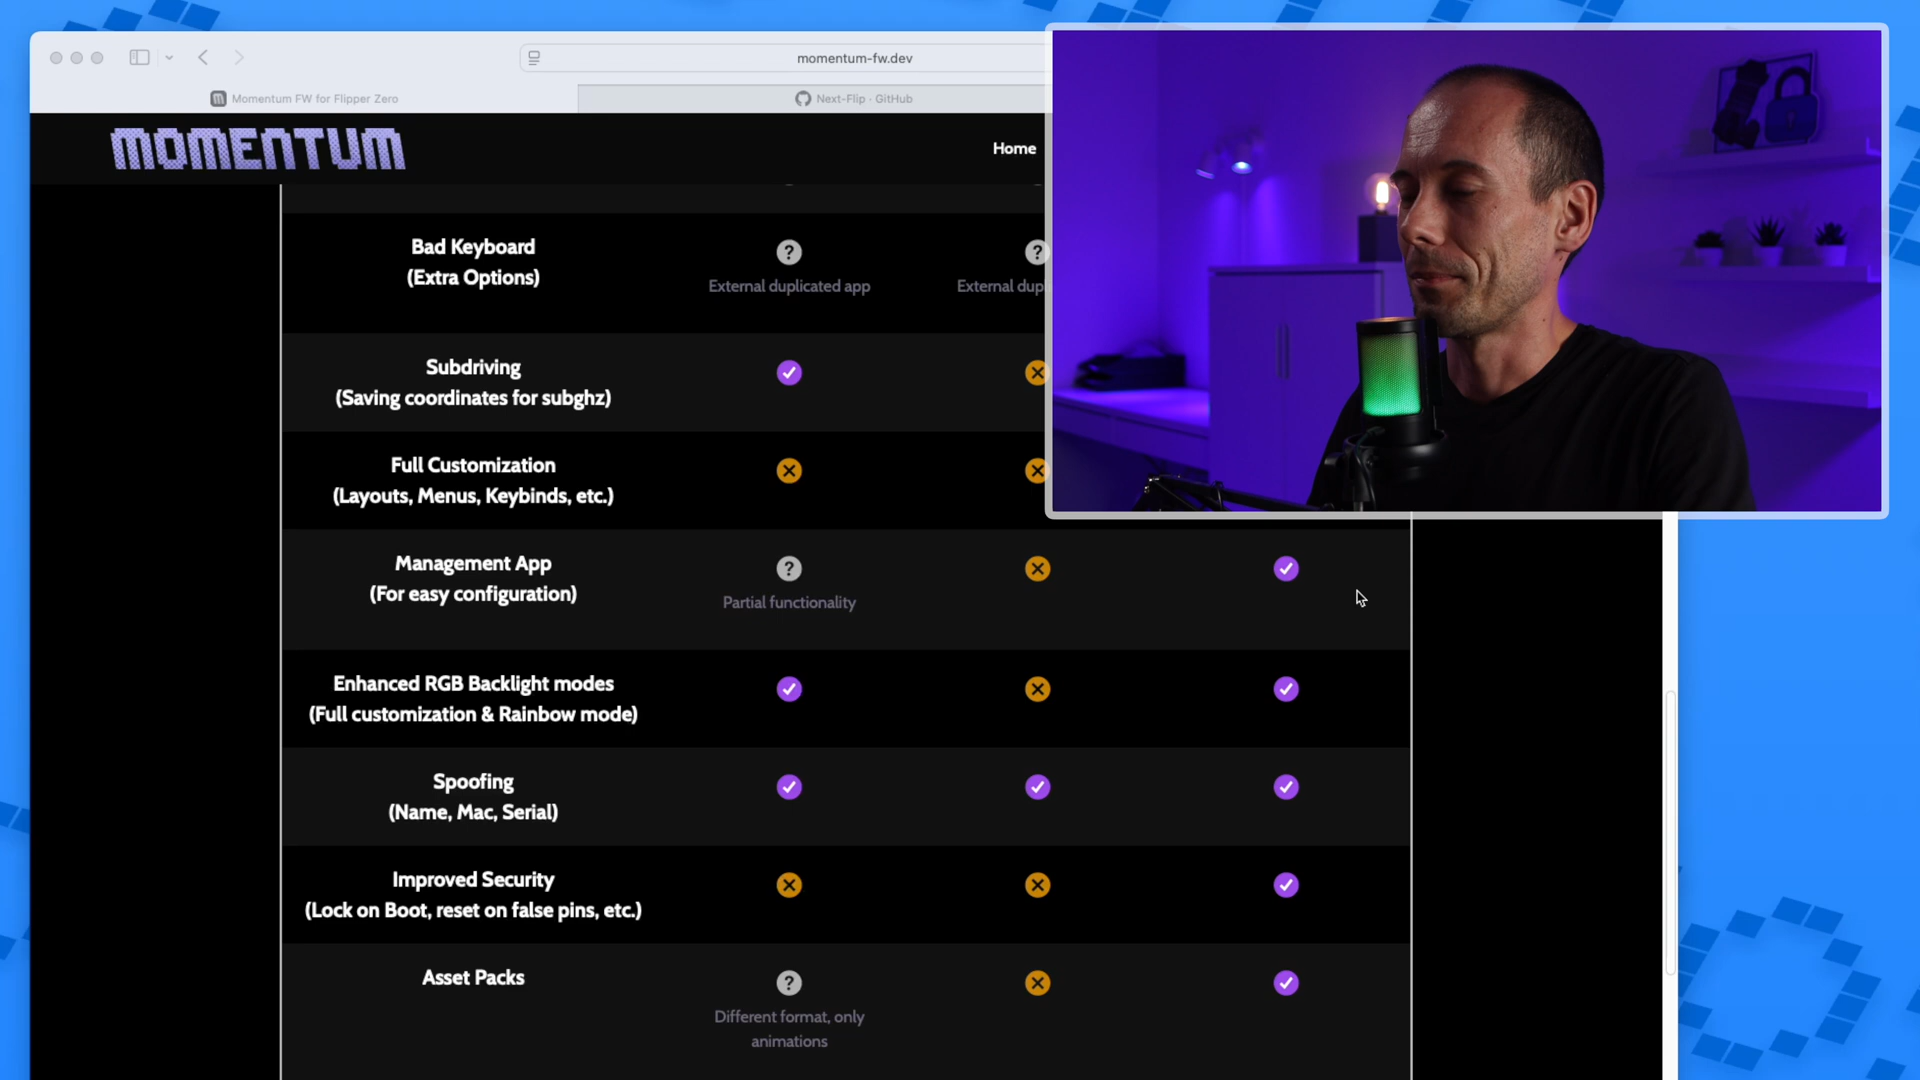 momentum-fw.dev
Momentum FW for Flipper Zero
Next-Flip · GitHub
MOMENTUM
Home
Bad Keyboard
(Extra Options)
External duplicated app
External dup
Subdriving
(Saving coordinates for subghz)
Full Customization
(Layouts, Menus, Keybinds, etc.)
Management App
(For easy configuration)
Partial functionality
Enhanced RGB Backlight modes
(Full customization & Rainbow mode)
Spoofing
(Name, Mac, Serial)
Improved Security
(Lock on Boot, reset on false pins, etc.)
Asset Packs
Different format, only
animations